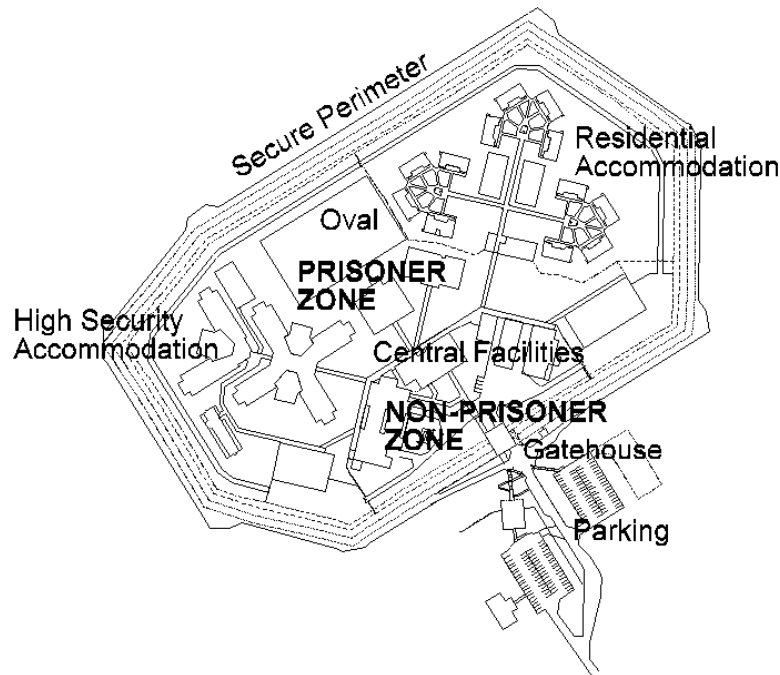 Secure Perimeter
Residential
Accommodation
Oval
PRISONER
ZONE
High Security
Accommodation
Central Facilities
NON-PRISONER
ZONE
Gatehouse
Parking